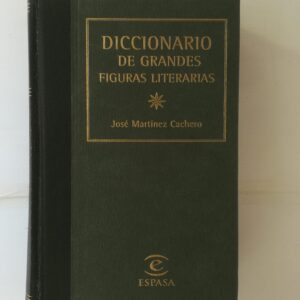 DICCIONARIO
DE GRANDES
FIGURAS LITERARIAS
José Martínez Cachero
ESPASA